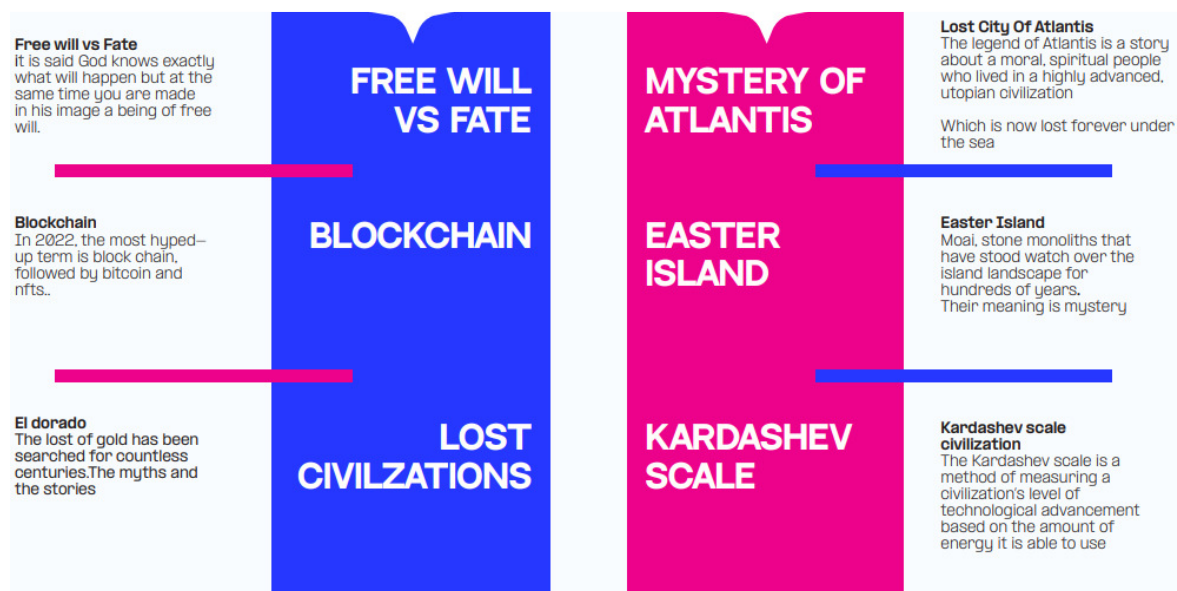 Free will vs Fate
it is said God knows exactly
what will happen but at the
same time you are made
in his image a being of free
will.
FREE WILL
VS FATE
Blockchain
In 2022, the most hyped–
up term is block chain,
followed by bitcoin and
nfts..
BLOCKCHAIN
El dorado
The lost of gold has been
searched for countless
centuries.The myths and
the stories
LOST
CIVILZATIONS
MYSTERY OF
ATLANTIS
Lost City Of Atlantis
The legend of Atlantis is a story
about a moral, spiritual people
who lived in a highly advanced,
utopian civilization
Which is now lost forever under
the sea
EASTER
ISLAND
Easter Island
Moai, stone monoliths that
have stood watch over the
island landscape for
hundreds of years.
Their meaning is mystery
KARDASHEV
SCALE
Kardashev scale
civilization
The Kardashev scale is a
method of measuring a
civilization's level of
technological advancement
based on the amount of
energy it is able to use